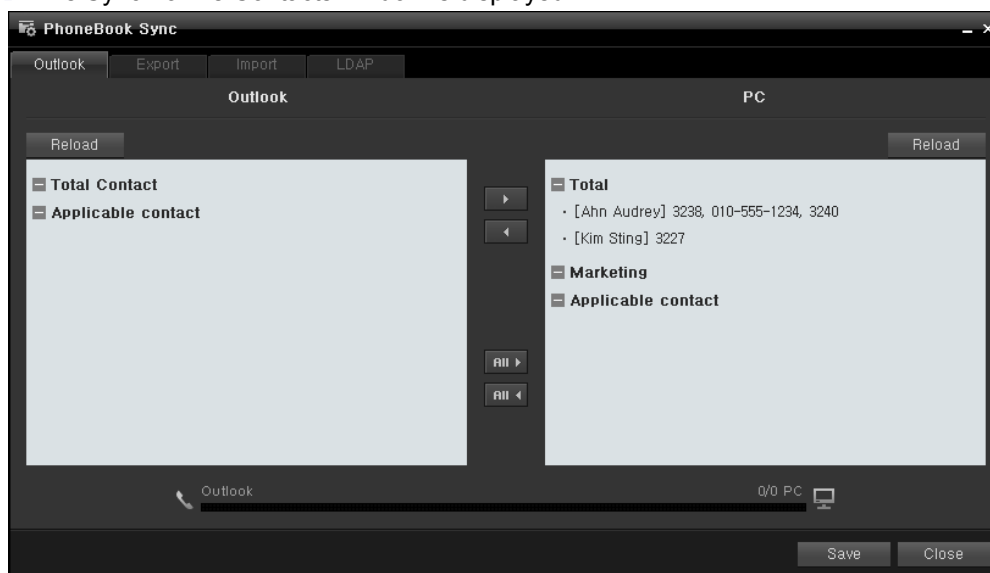 PhoneBook Sync
Outlook Export Import LDAP
Outlook PC
Reload Reload
Total Contact
Applicable contact
Total
· [Ahn Audrey] 3238, 010-555-1234, 3240
· [Kim Sting] 3227
Marketing
Applicable contact
All
All
Outlook 0/0 PC
Save Close